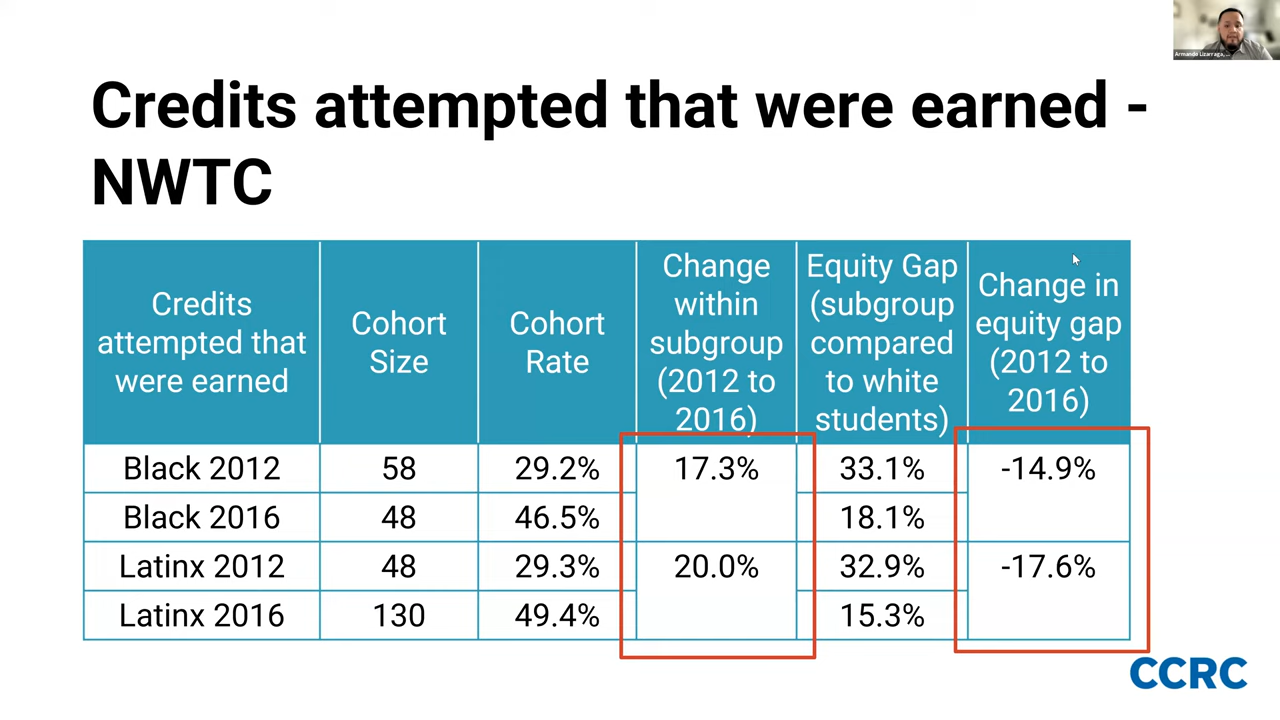 Armando Lizarraga, ...
Credits attempted that were earned -
NWTC
Credits
attempted that
were earned
Cohort
Size
Cohort
Rate
Change
within
subgroup
(2012 to
2016)
Equity Gap
(subgroup
compared
to white
students)
Change in
equity gap
(2012 to
2016)
Black 2012 58 29.2% 17.3% 33.1% -14.9%
Black 2016 48 46.5% 18.1%
Latinx 2012 48 29.3% 20.0% 32.9% -17.6%
Latinx 2016 130 49.4% 15.3%
CCRC